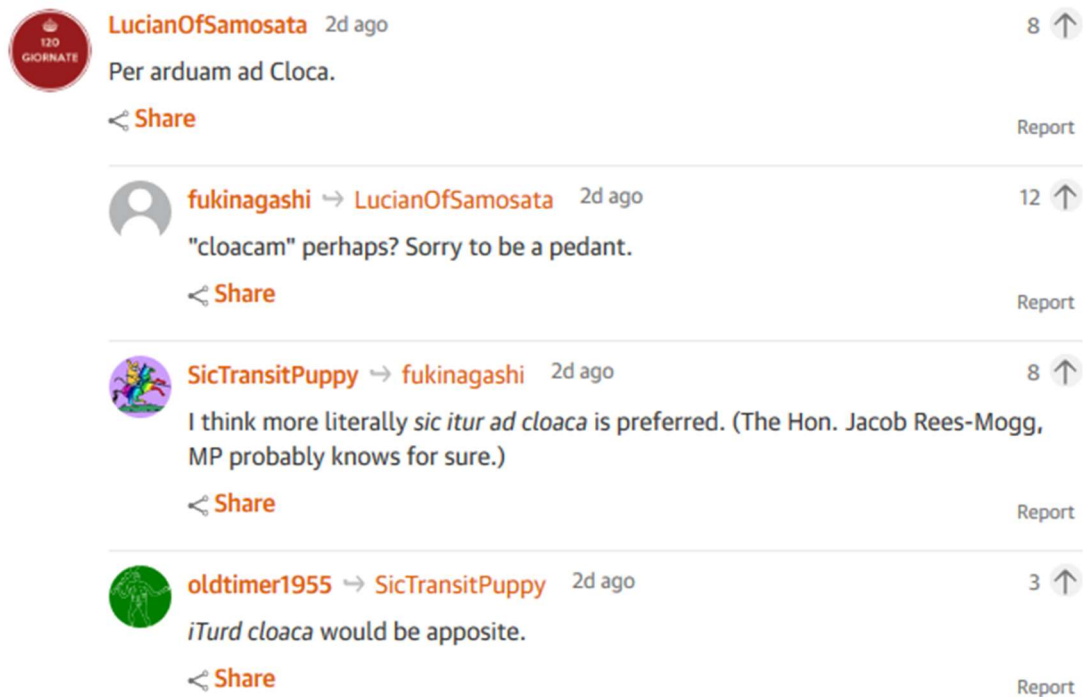 120
GIORNATE
LucianOfSamosata 2d ago 8
Per arduam ad Cloca.
Share
Report
fukinagashi LucianOfSamosata 2d ago 12
"cloacam" perhaps? Sorry to be a pedant.
Share
Report
SicTransitPuppy fukinagashi 2d ago 8
I think more literally sic itur ad cloaca is preferred. (The Hon. Jacob Rees-Mogg,
MP probably knows for sure.)
Share
Report
oldtimer1955 SicTransitPuppy 2d ago 3
iTurd cloaca would be apposite.
Share
Report